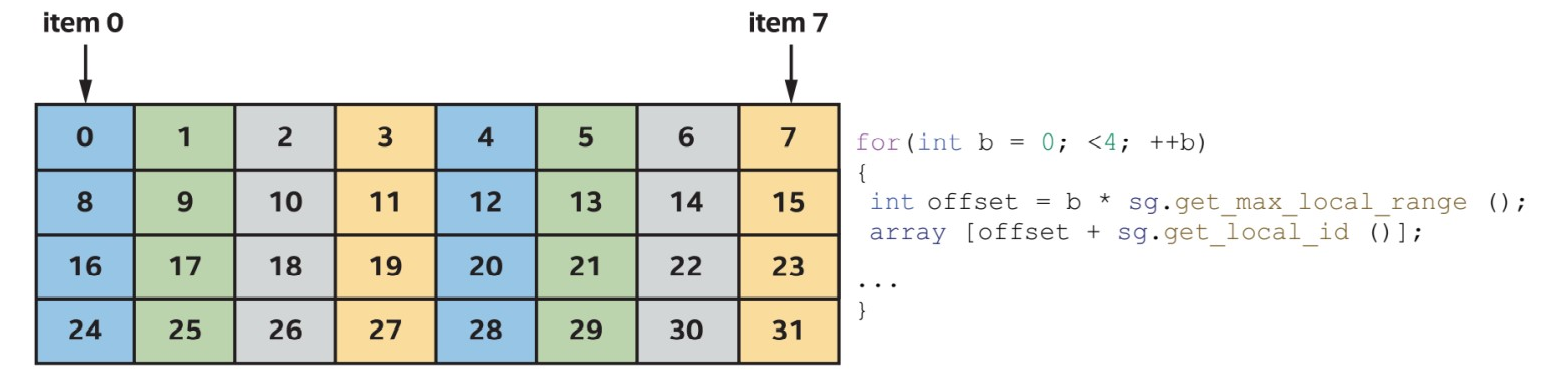 item 0 item 7
0 1 2 3 4 5 6 7
8 9 10 11 12 13 14 15
16 17 18 19 20 21 22 23
24 25 26 27 28 29 30 31
for(int b = 0; <4; ++b)
{
int offset = b * sg.get_max_local_range ();
array [offset + sg.get_local_id ()];
...
}